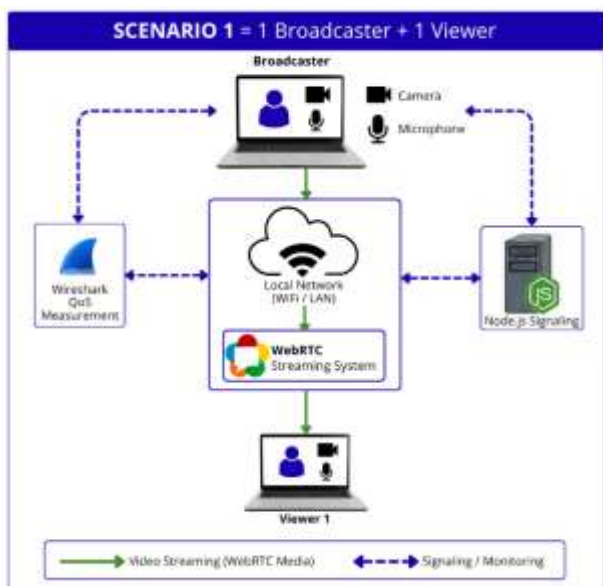 SCENARIO 1 = 1 Broadcaster + 1 Viewer
Broadcaster
Camera
Microphone
Wireshark
QoS
Measurement
Local Network
(WiFi / LAN)
JS
Node.js Signaling
WebRTC
Streaming System
Viewer 1
Video Streaming (WebRTC Media)
Signaling / Monitoring